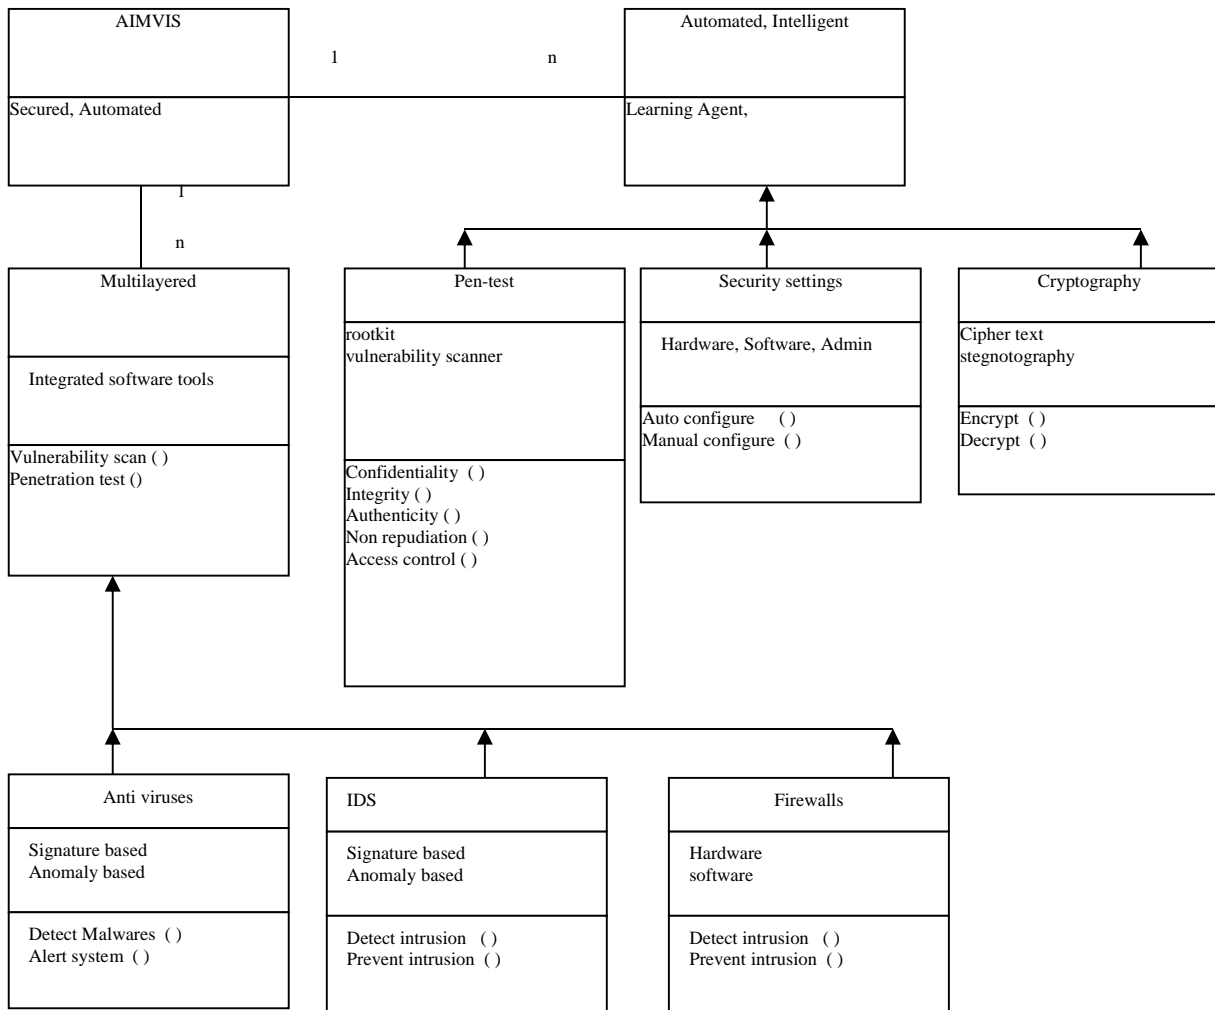 AIMVIS
Secured, Automated
1
n
Automated, Intelligent
Learning Agent,
1
n
Multilayered
Integrated software tools
Vulnerability scan ( )
Penetration test ()
Pen-test
rootkit
vulnerability scanner
Confidentiality ( )
Integrity ( )
Authenticity ( )
Non repudiation ( )
Access control ( )
Security settings
Hardware, Software, Admin
Auto configure ( )
Manual configure ( )
Cryptography
Cipher text
stegnotography
Encrypt ( )
Decrypt ( )
Anti viruses
Signature based
Anomaly based
Detect Malwares ( )
Alert system ( )
IDS
Signature based
Anomaly based
Detect intrusion ( )
Prevent intrusion ( )
Firewalls
Hardware
software
Detect intrusion ( )
Prevent intrusion ( )